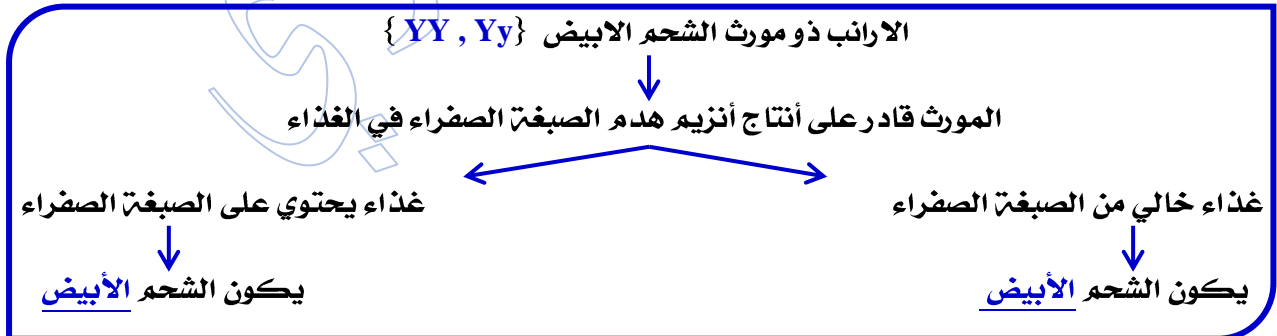 الارانب ذو مورث الشحم الابيض {YY , Yy}
المورث قادر على أنتاج أنزيم هدم الصبغة الصفراء في الغذاء
غذاء خالي من الصبغة الصفراء
غذاء يحتوي على الصبغة الصفراء
يكون الشحم الأبيض
يكون الشحم الأبيض